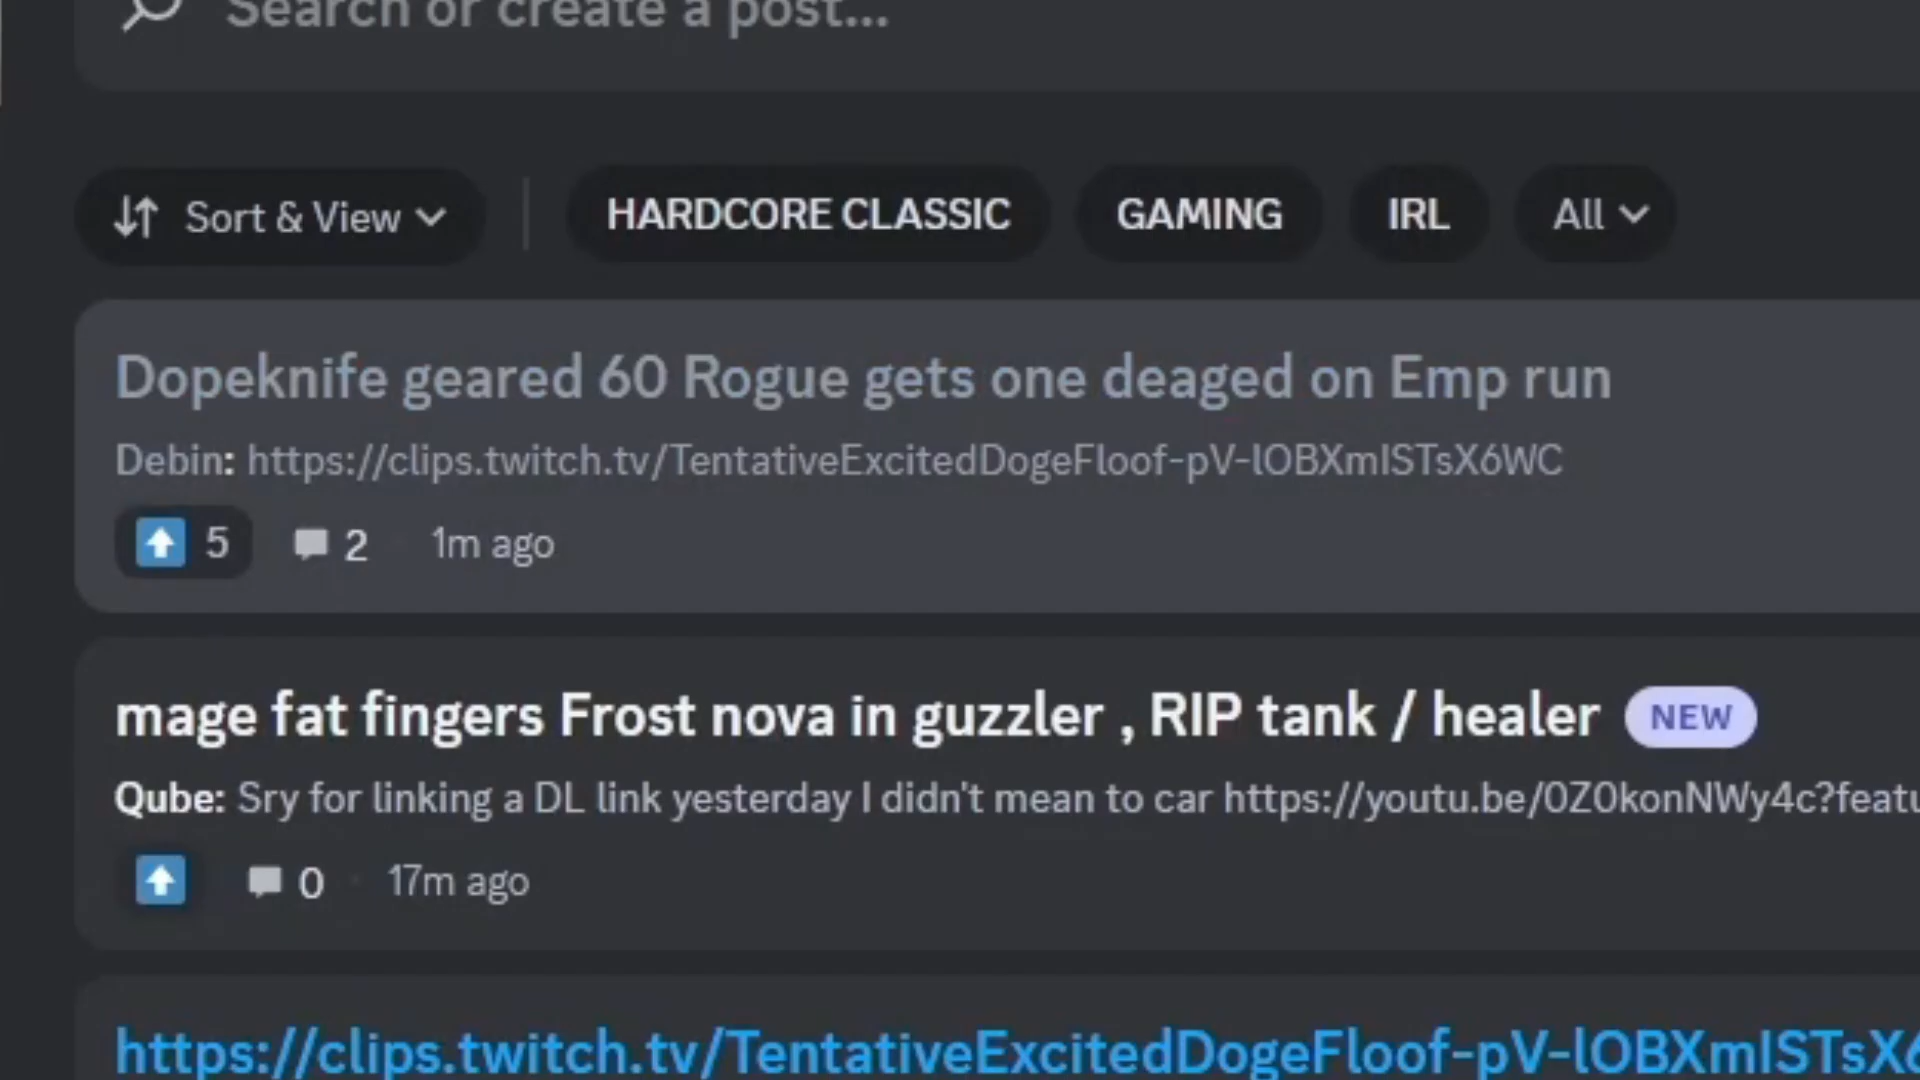 Search or create a post...
Sort & View HARDCORE CLASSIC GAMING IRL All
Dopeknife geared 60 Rogue gets one deaged on Emp run
Debin: https://clips.twitch.tv/TentativeExcitedDogeFloof-pV-lOBXmISTsX6WC
5 2 1m ago
mage fat fingers Frost nova in guzzler , RIP tank / healer NEW
Qube: Sry for linking a DL link yesterday I didn't mean to car https://youtu.be/0Z0konNWy4c?featu
0 17m ago
https://clips.twitch.tv/TentativeExcitedDogeFloof-pV-lOBXmISTsX6